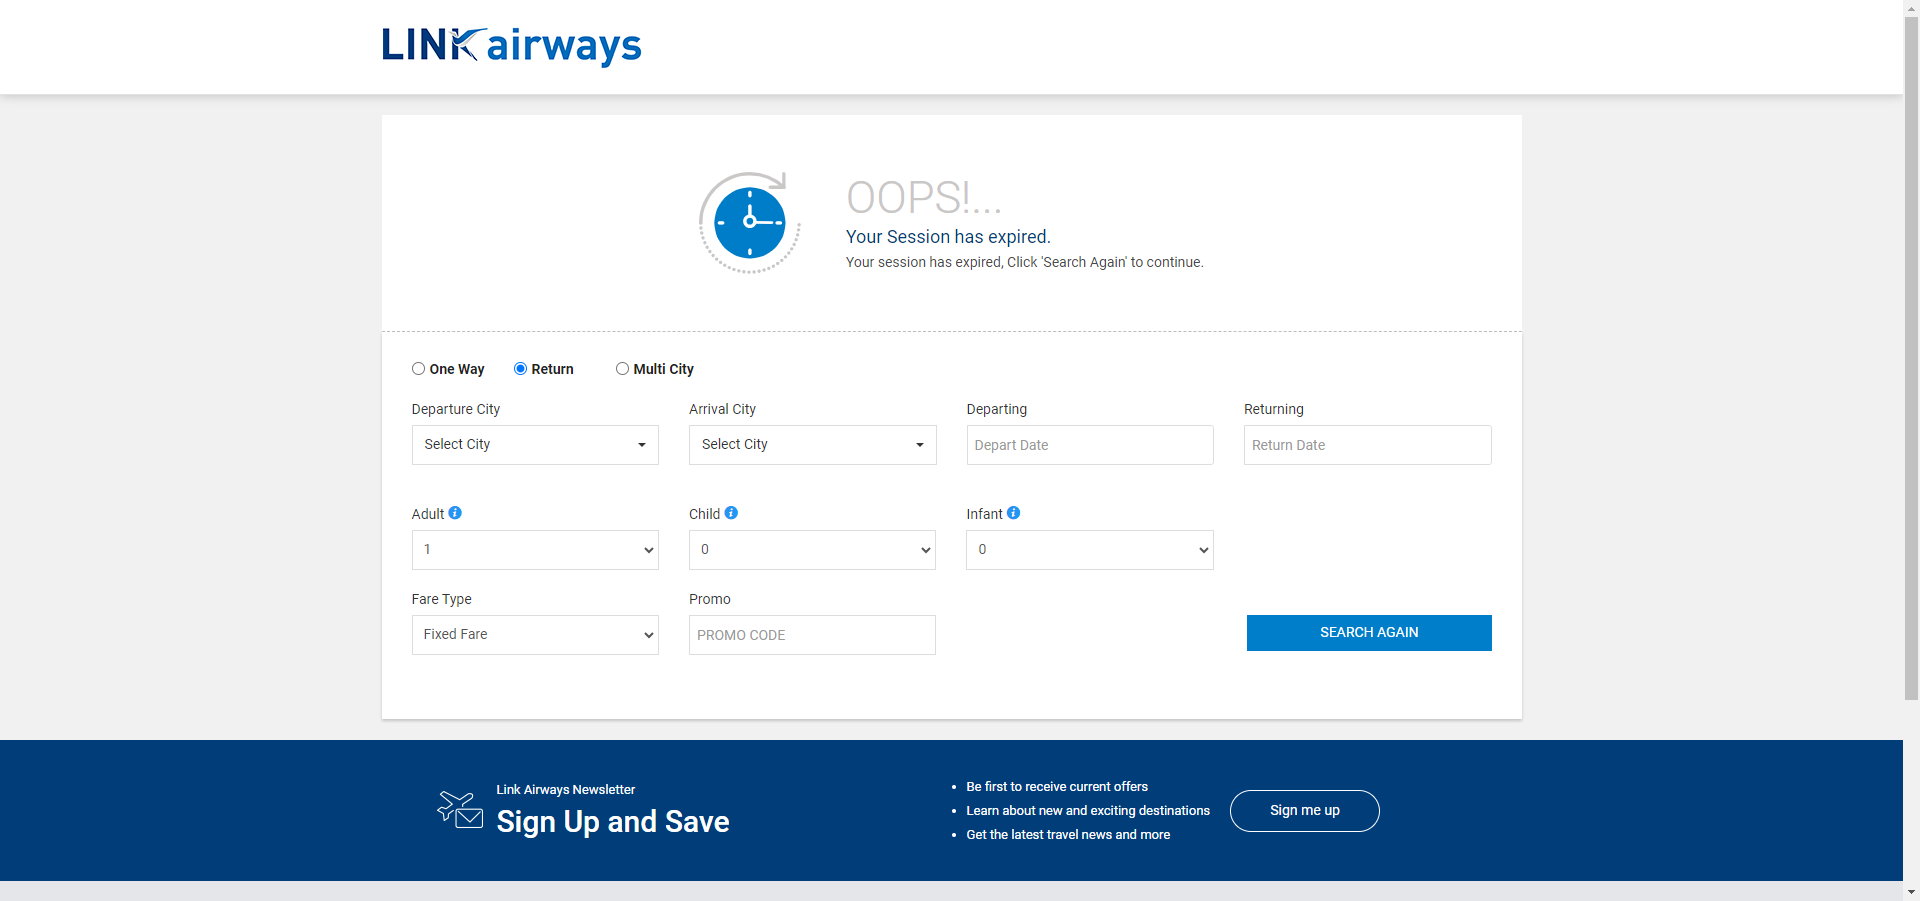 LINK airways
OOPS!...
Your Session has expired.
Your session has expired, Click 'Search Again' to continue.
One Way Return Multi City
Departure City Arrival City Departing Returning
Select City Select City Depart Date Return Date
Adult Child Infant
1 0 0
Fare Type Promo
Fixed Fare PROMO CODE SEARCH AGAIN
Link Airways Newsletter
Sign Up and Save
Be first to receive current offers
Learn about new and exciting destinations
Get the latest travel news and more
Sign me up